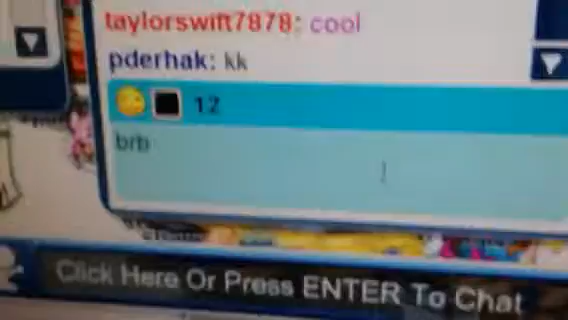 taylorswift7878: cool
pderhak: kk
12
brb
Click Here Or Press ENTER To Chat